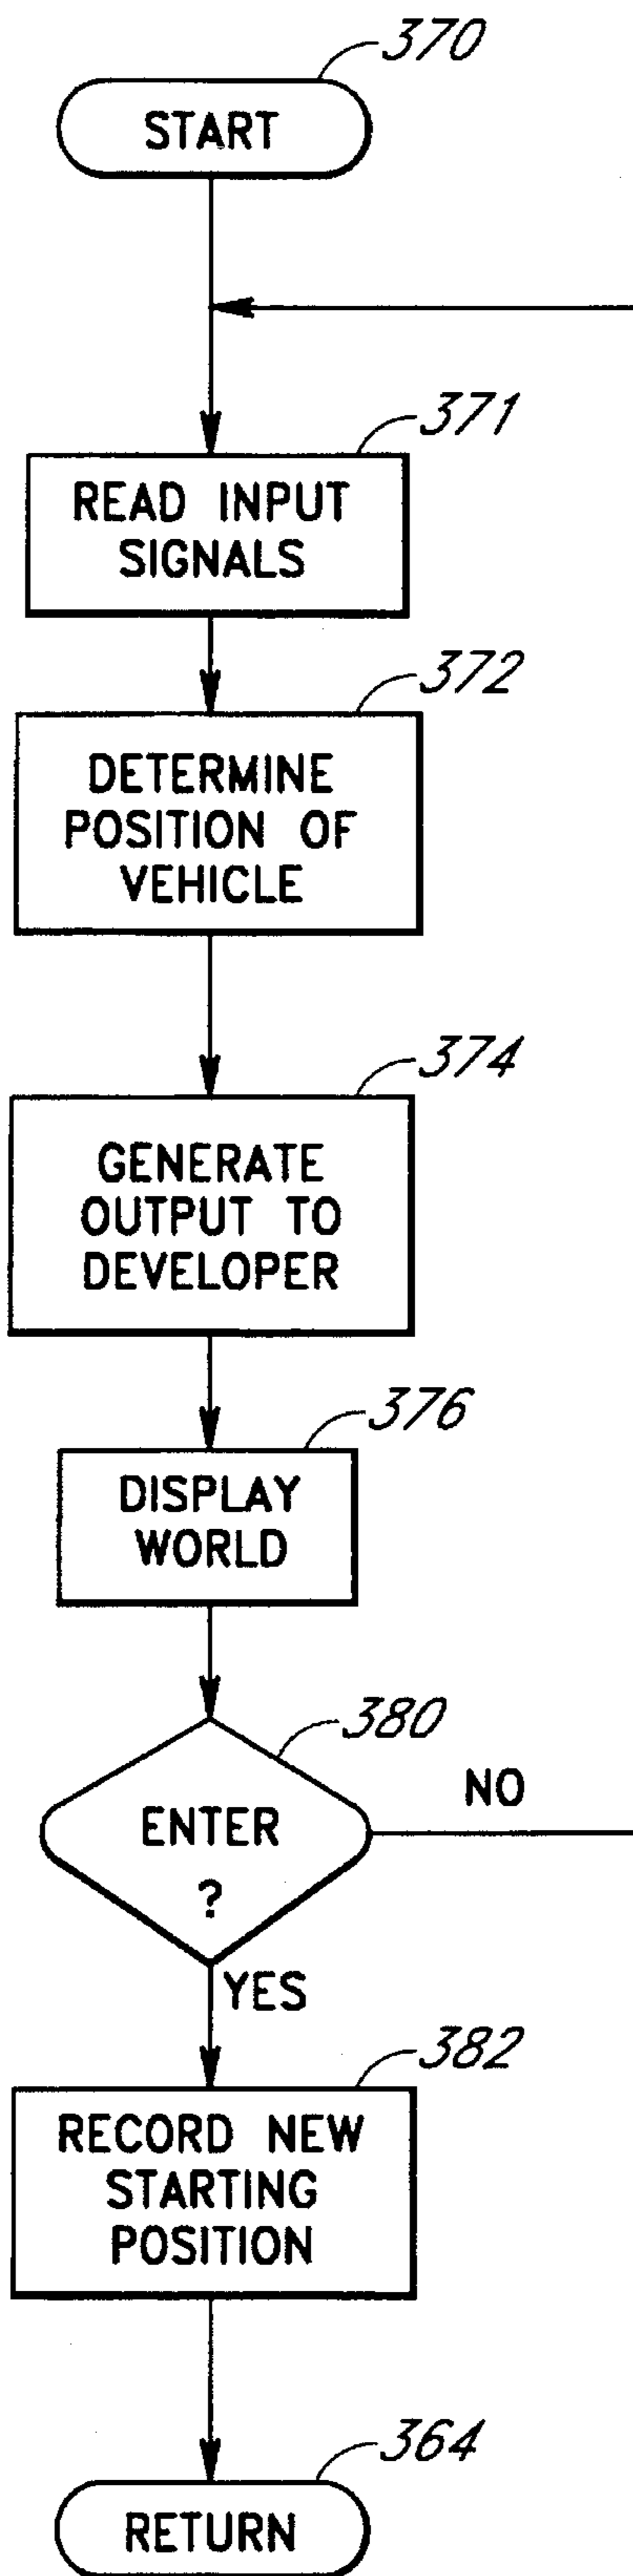 370
START
371
READ INPUT
SIGNALS
372
DETERMINE
POSITION OF
VEHICLE
374
GENERATE
OUTPUT TO
DEVELOPER
376
DISPLAY
WORLD
380
ENTER
?
NO
YES
382
RECORD NEW
STARTING
POSITION
364
RETURN